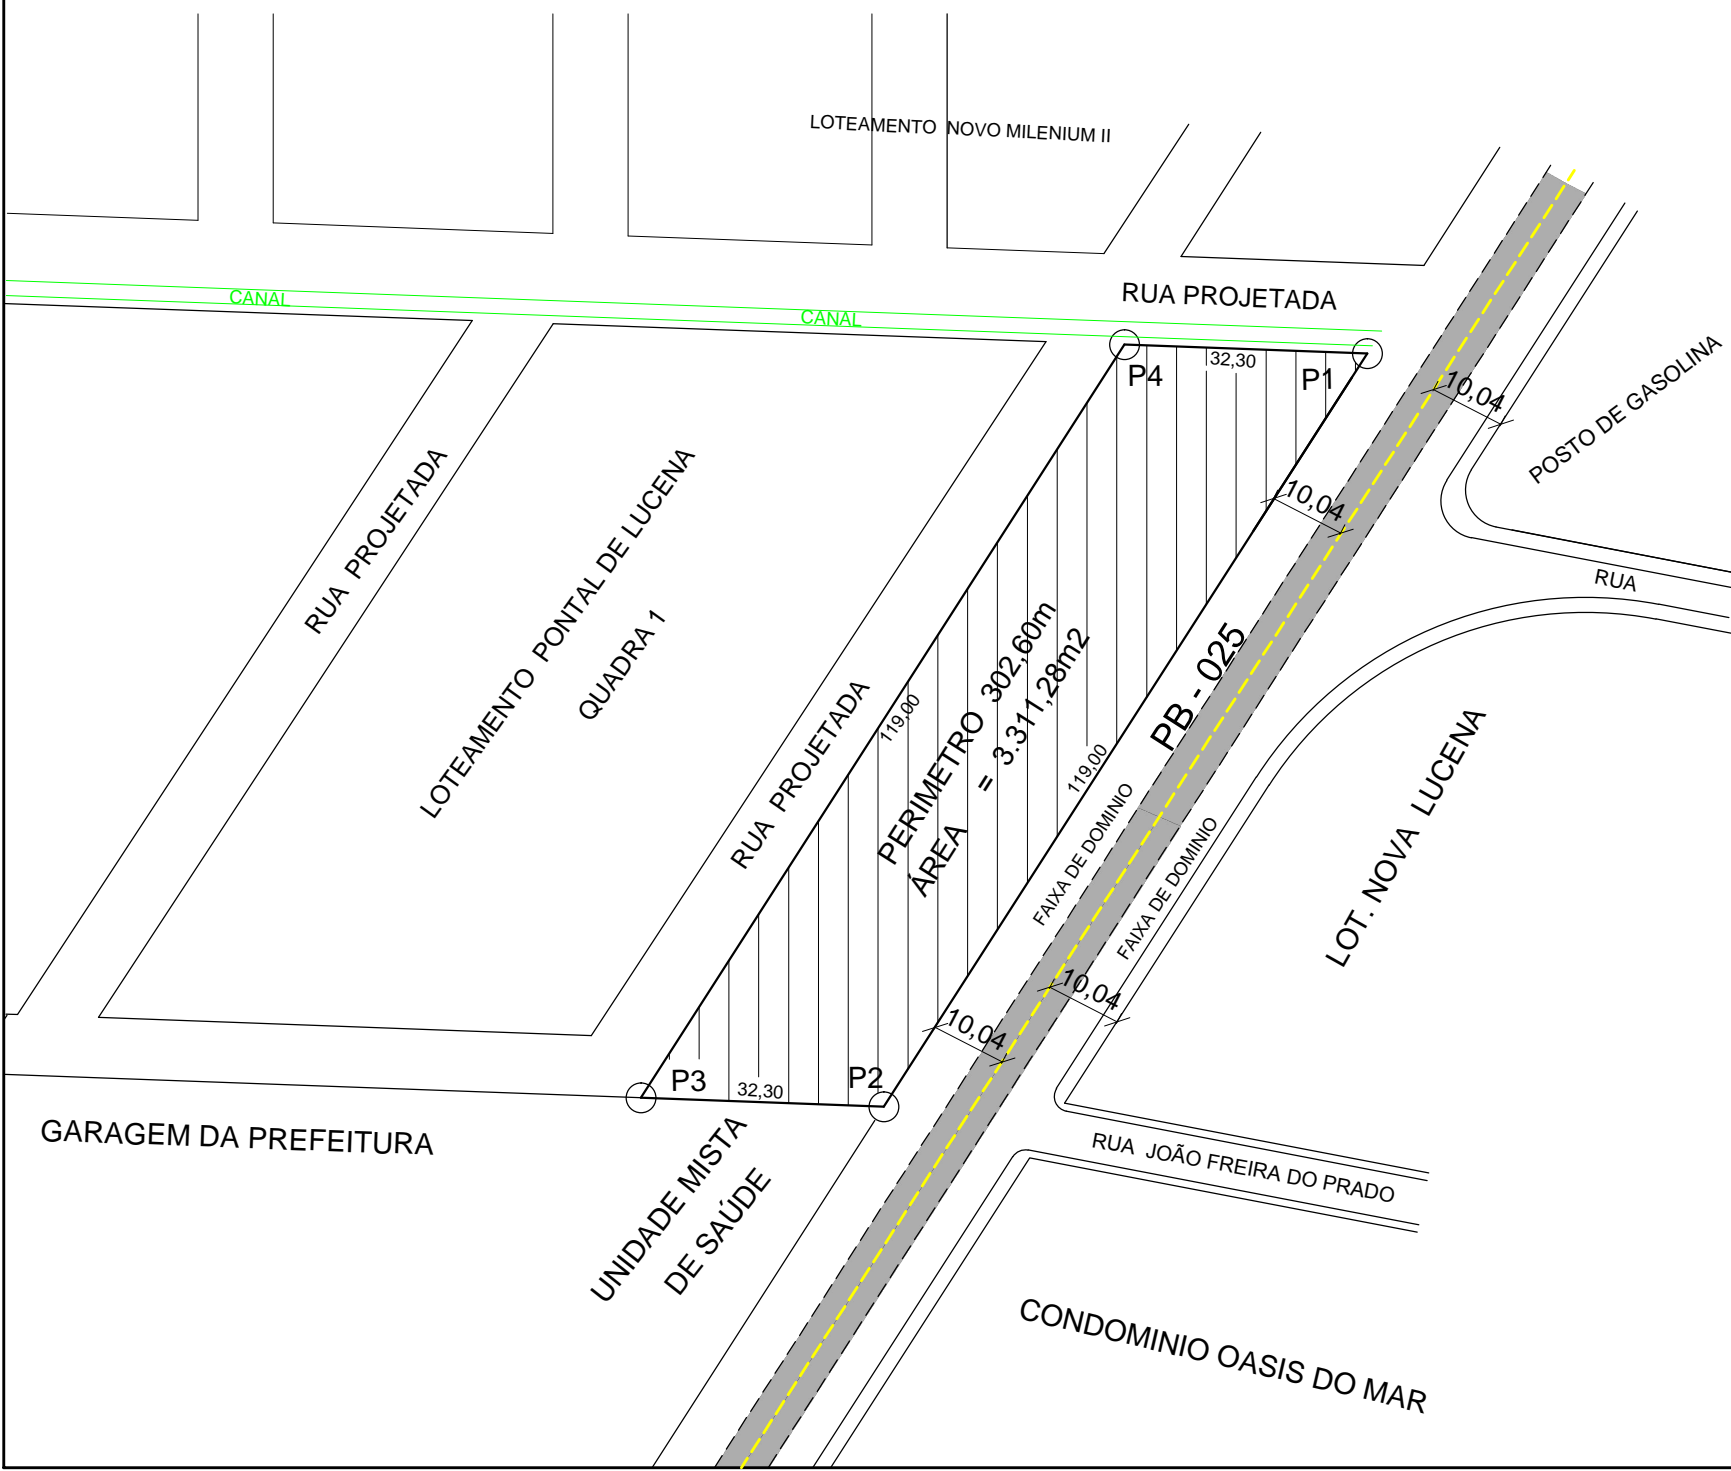 LOTEAMENTO NOVO MILENIUM II
RUA PROJETADA
CANAL
CANAL
P4
32,30
P1
10,04
POSTO DE GASOLINA
10,04
RUA
RUA PROJETADA
LOTEAMENTO PONTAL DE LUCENA
QUADRA 1
RUA PROJETADA
119,00
PERIMETRO 302,60m
ÁREA = 3.311,28m2
119,00
PB - 025
FAIXA DE DOMINIO
FAIXA DE DOMINIO
LOT. NOVA LUCENA
10,04
10,04
P3
32,30
P2
GARAGEM DA PREFEITURA
UNIDADE MISTA
DE SAÚDE
RUA JOÃO FREIRA DO PRADO
CONDOMINIO OASIS DO MAR